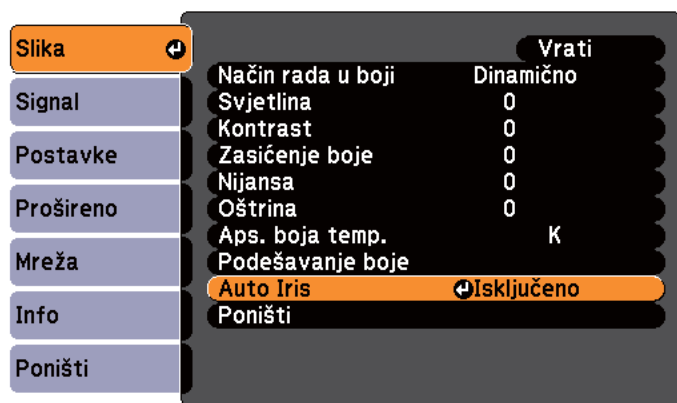 Slika
Signal
Postavke
Prošireno
Mreža
Info
Poništi
Vrati
Način rada u boji Dinamično
Svjetlina 0
Kontrast 0
Zasićenje boje 0
Nijansa 0
Oštrina 0
Aps. boja temp. K
Podešavanje boje
Auto Iris Isključeno
Poništi